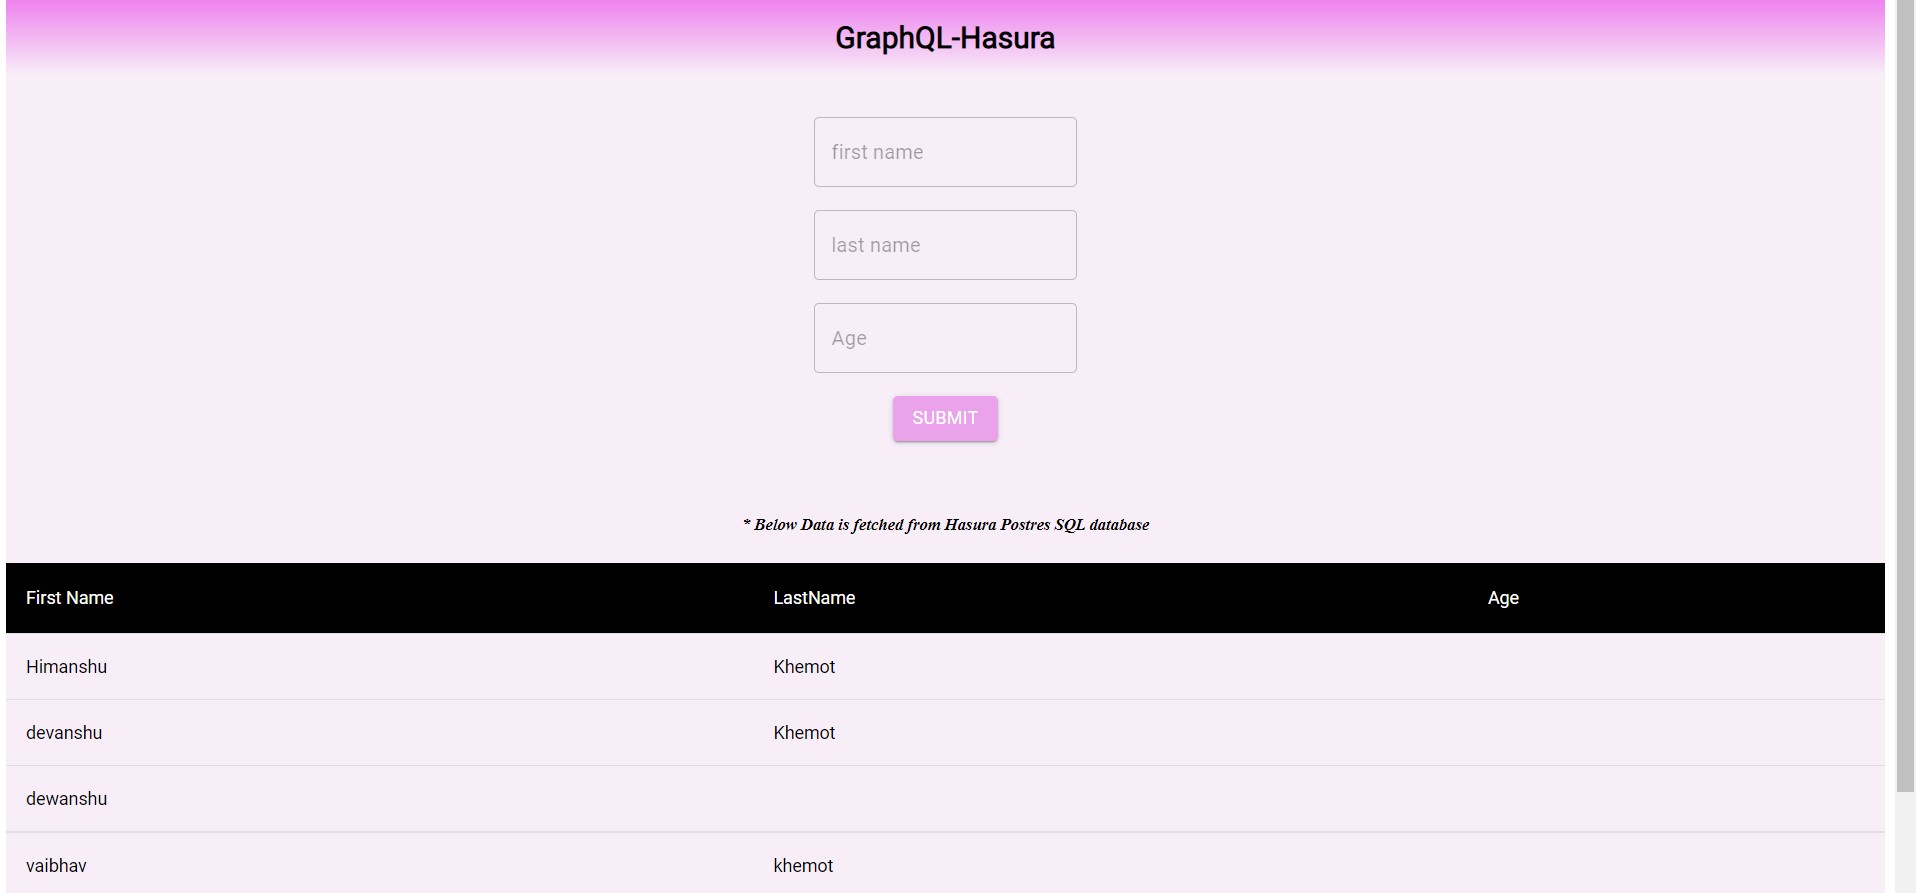 GraphQL-Hasura
first name
last name
Age
SUBMIT
* Below Data is fetched from Hasura Postres SQL database
First Name LastName Age
Himanshu Khemot
devanshu Khemot
dewanshu
vaibhav khemot